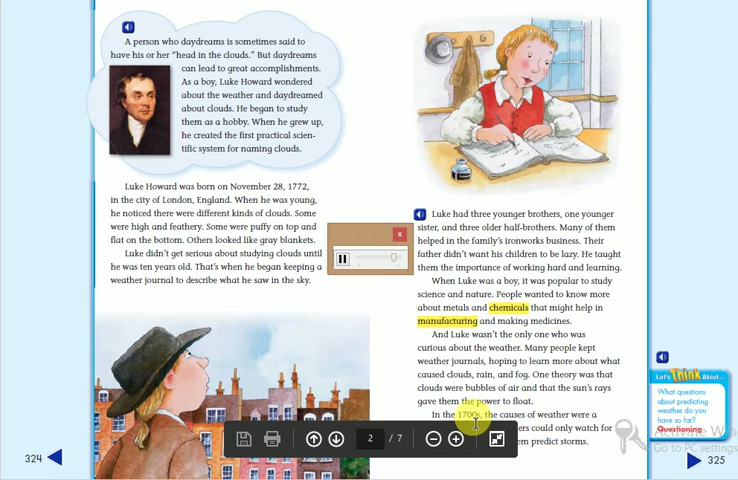 A person who daydreams is sometimes said to
have his or her “head in the clouds.” But daydreams
can lead to great accomplishments.
As a boy, Luke Howard wondered
about the weather and daydreamed
about clouds. He began to study
them as a hobby. When he grew up,
he created the first practical scien-
tific system for naming clouds.
Luke Howard was born on November 28, 1772,
in the city of London, England. When he was young,
he noticed there were different kinds of clouds. Some
were high and feathery. Some were puffy on top and
flat on the bottom. Others looked like gray blankets.
Luke didn’t get serious about studying clouds until
he was ten years old. That’s when he began keeping a
weather journal to describe what he saw in the sky.
324
Luke had three younger brothers, one younger
sister, and three older half-brothers. Many of them
helped in the family’s ironworks business. Their
father didn’t want his children to be lazy. He taught
them the importance of working hard and learning.
When Luke was a boy, it was popular to study
science and nature. People wanted to know more
about metals and chemicals that might help in
manufacturing and making medicines.
And Luke wasn’t the only one who was
curious about the weather. Many people kept
weather journals, hoping to learn more about what
caused clouds, rain, and fog. One theory was that
clouds were bubbles of air and that the sun’s rays
gave them the power to float.
In the 1700s, the causes of weather were a
ers could only watch for
em predict storms.
Let's Think About...
What questions
about predicting
weather do you
have so far?
Questioning
325
2 / 7
Activate Win
Go to PC settings